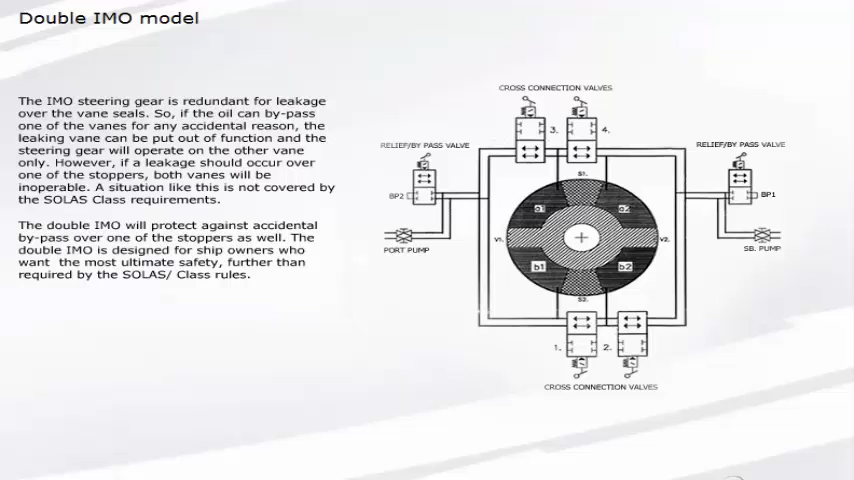 Double IMO model
The IMO steering gear is redundant for leakage
over the vane seals. So, if the oil can by-pass
one of the vanes for any accidental reason, the
leaking vane can be put out of function and the
steering gear will operate on the other vane
only. However, if a leakage should occur over
one of the stoppers, both vanes will be
inoperable. A situation like this is not covered by
the SOLAS Class requirements.
The double IMO will protect against accidental
by-pass over one of the stoppers as well. The
double IMO is designed for ship owners who
want the most ultimate safety, further than
required by the SOLAS/ Class rules.
CROSS CONNECTION VALVES
3. 4.
RELIEF/BY PASS VALVE
RELIEF/BY PASS VALVE
BP2
BP1
S1.
a1 a2
V1. V2.
PORT PUMP
SB. PUMP
b1 b2
S2.
1. 2.
CROSS CONNECTION VALVES